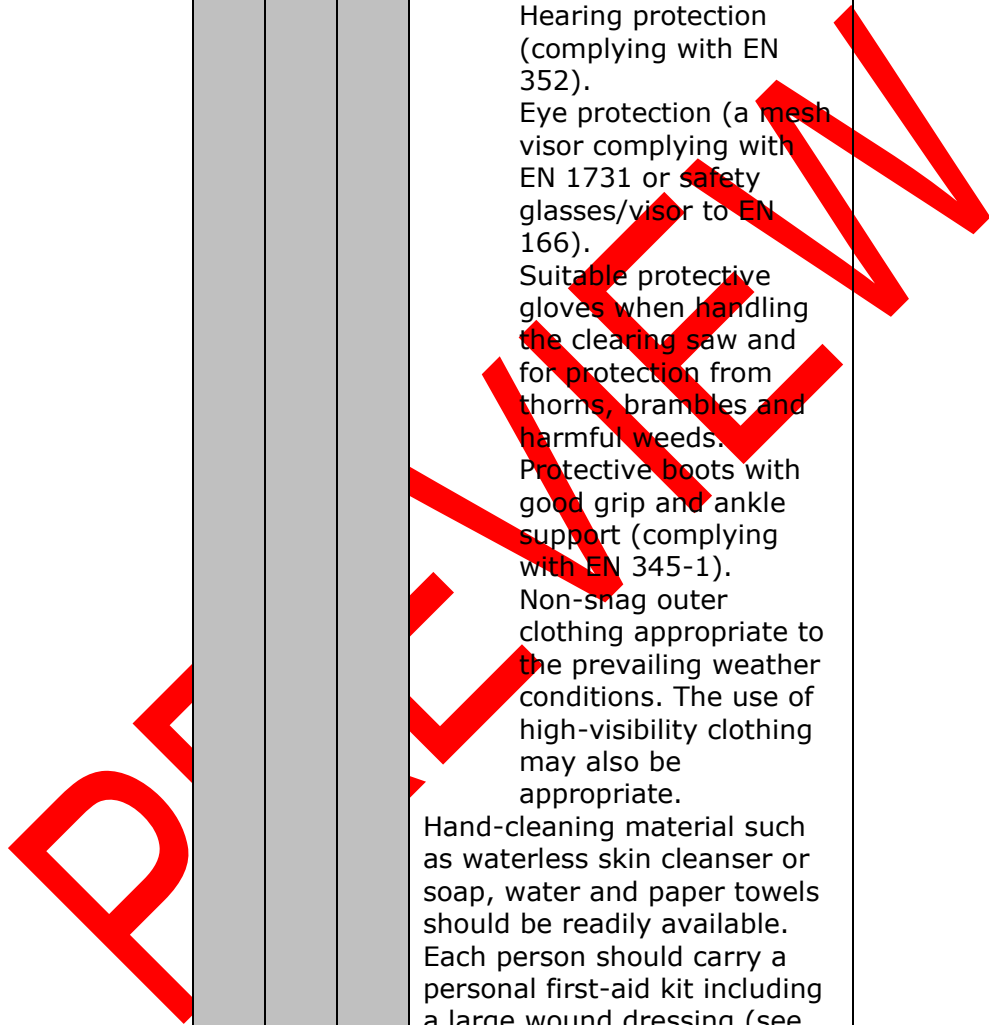 Hearing protection
(complying with EN
352).
Eye protection (a mesh
visor complying with
EN 1731 or safety
glasses/visor to EN
166).
Suitable protective
gloves when handling
the clearing saw and
for protection from
thorns, brambles and
harmful weeds.
Protective boots with
good grip and ankle
support (complying
with EN 345-1).
Non-snag outer
clothing appropriate to
the prevailing weather
conditions. The use of
high-visibility clothing
may also be
appropriate.
Hand-cleaning material such
as waterless skin cleanser or
soap, water and paper towels
should be readily available.
Each person should carry a
personal first-aid kit including
a large wound dressing (see
PREVIEW